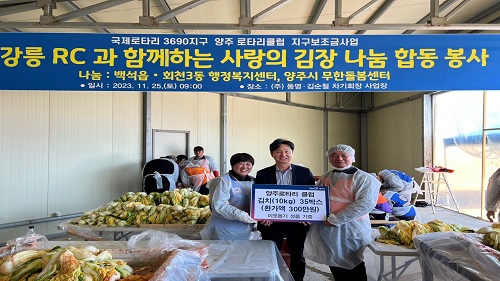 국제로타리 3690지구 양주 로타리클럽 지구보조금사업
강릉 RC 과 함께하는 사랑의 김장 나눔 합동 봉사
나눔 : 백석읍 · 회천3동 행정복지센터, 양주시 무한돌봄센터
• 일시 : 2023, 11, 25,(토) 09:00
• 장소 : (주) 동명 · 김순철 차기회장 사업장
양주로타리 클럽
김치(10kg) 35박스
(환가액 300만원)